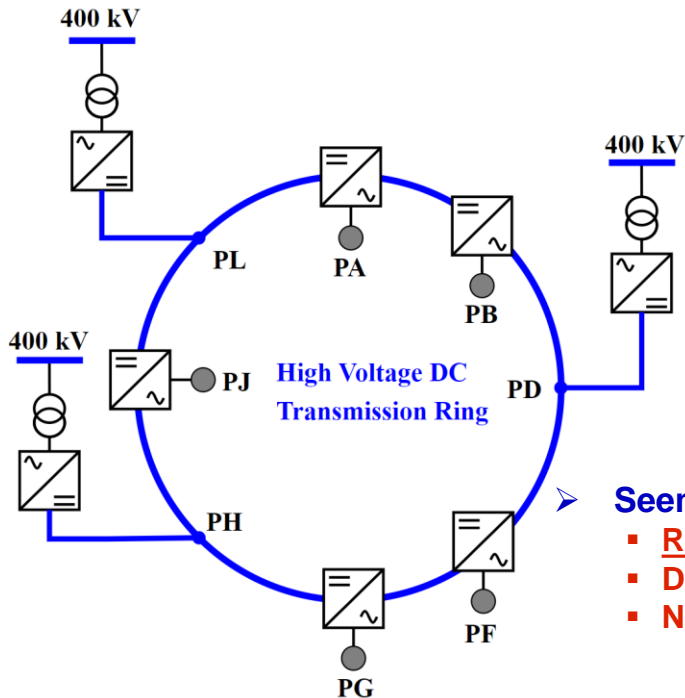 400 kV
400 kV
PL
PA
PB
400 kV
PJ
High Voltage DC
Transmission Ring
PD
PH
PF
PG
➢ Seen
▪ R
▪ D
▪ N